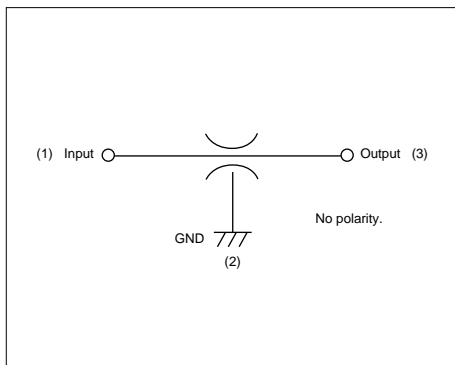 (1) Input Output (3)
No polarity.
GND
(2)